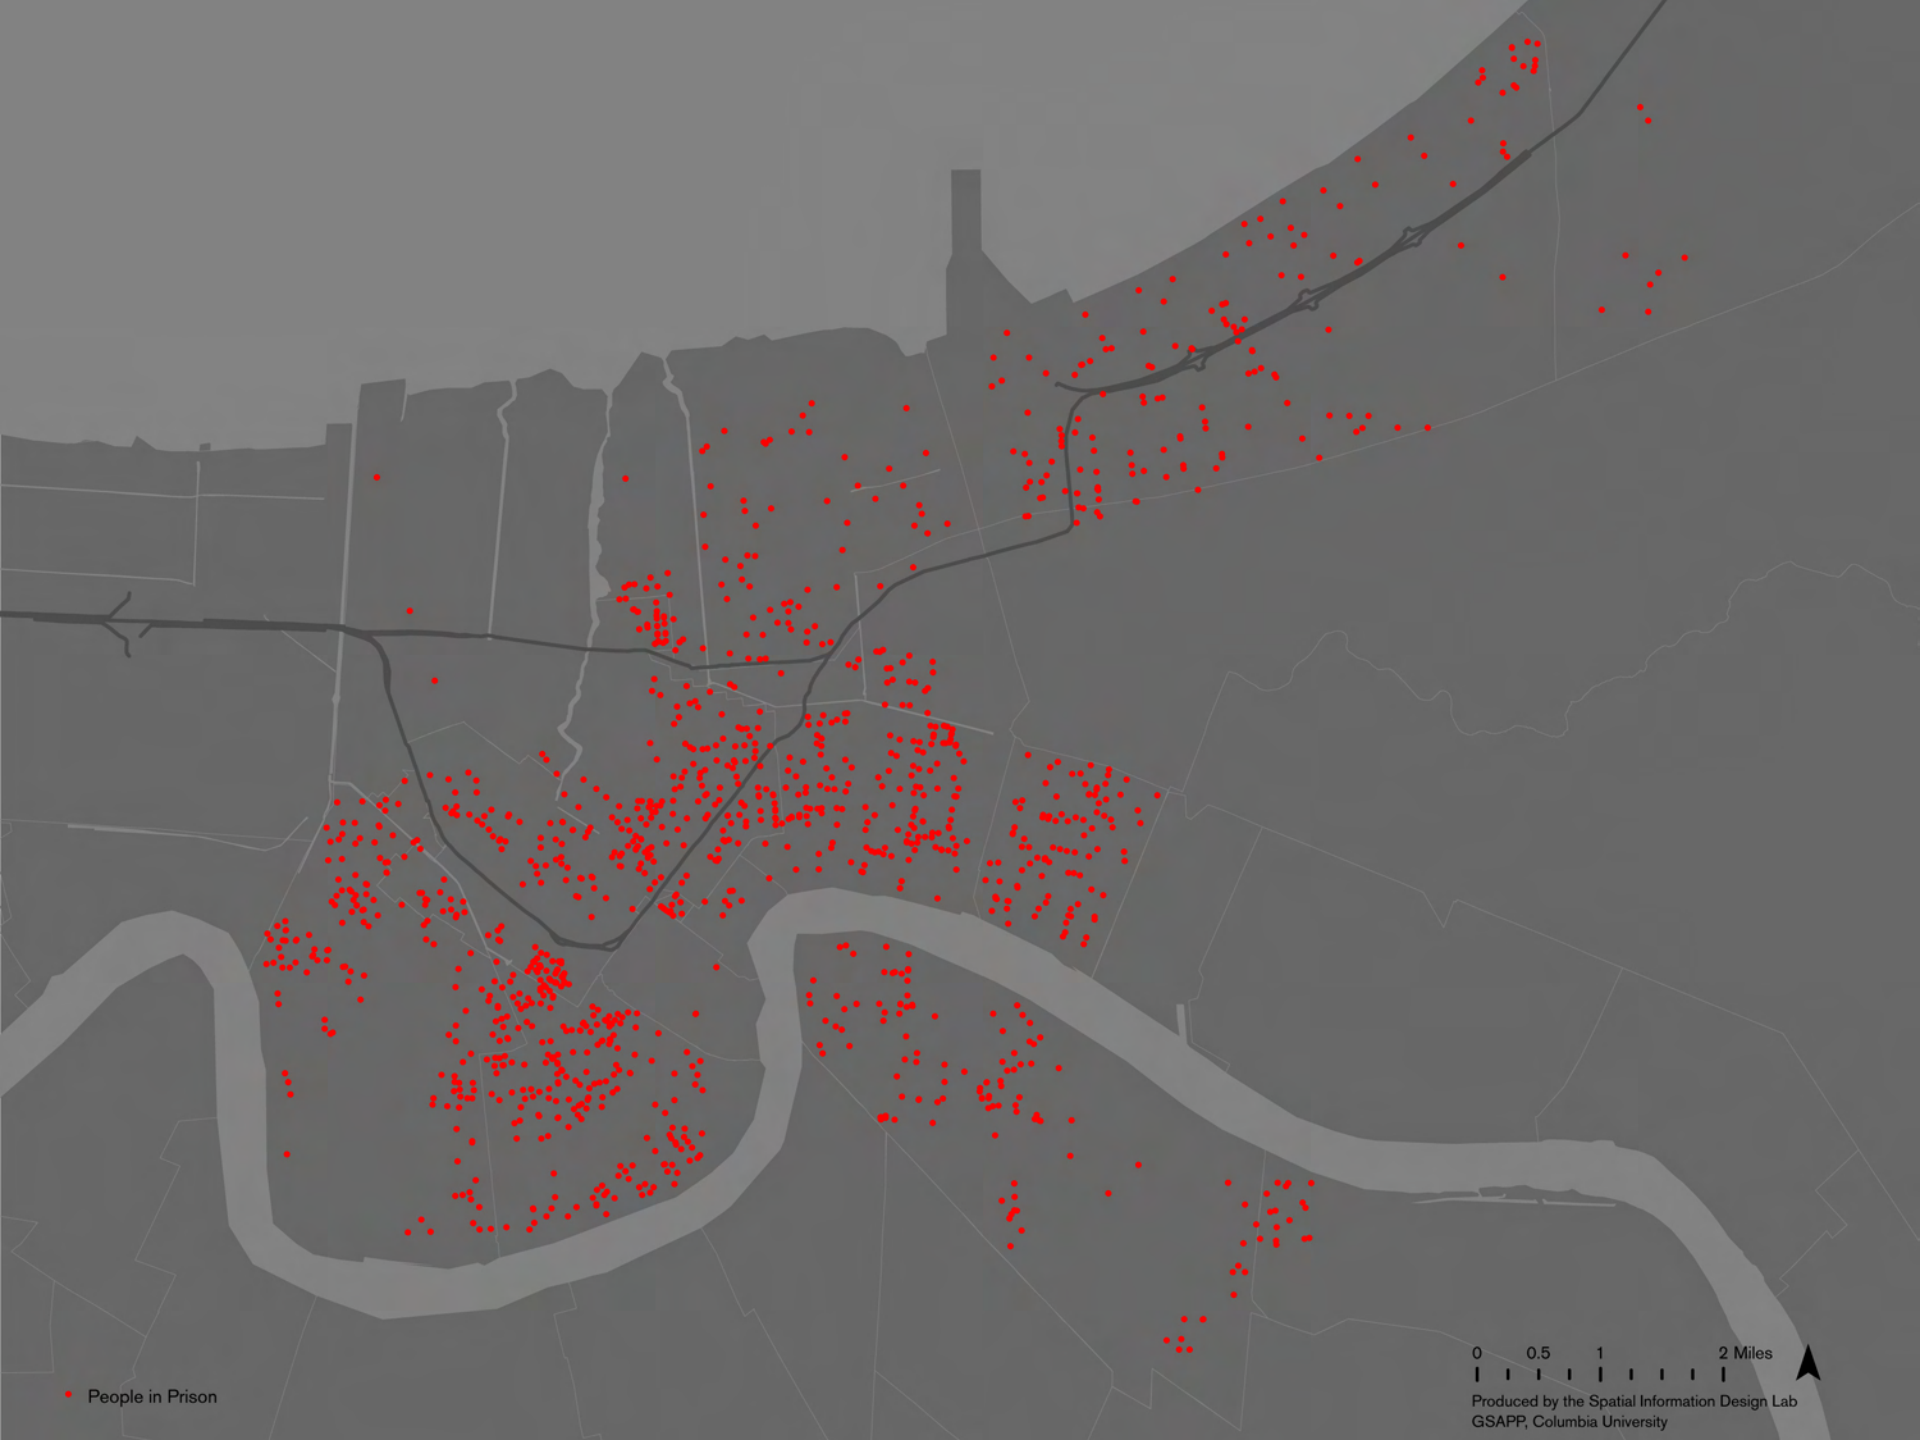 People in Prison
0 0.5 1 2 Miles
Produced by the Spatial Information Design Lab
GSAPP, Columbia University